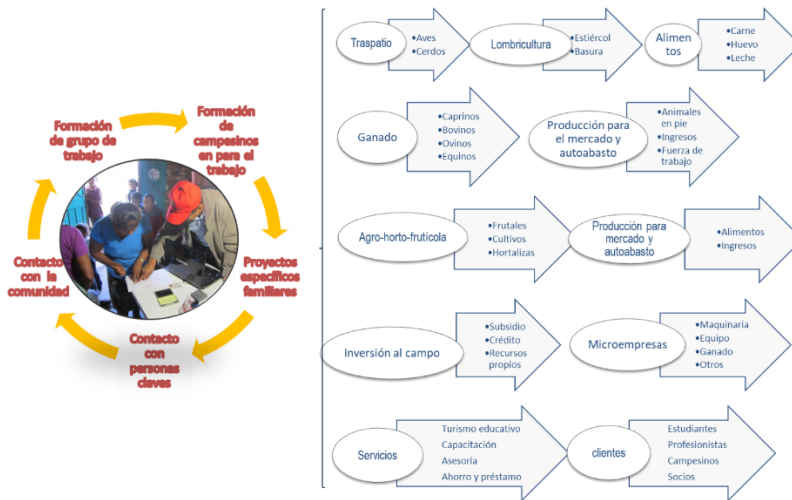 Formación
de grupo de
trabajo
Formación
de
campesinos
en para el
trabajo
Proyectos
específicos
familiares
Contacto
con
personas
claves
Contacto
con la
comunidad
Traspatio
•Aves
•Cerdos
Lombricultura
•Estiércol
•Basura
Alimen
tos
•Carne
•Huevo
•Leche
Ganado
•Caprinos
•Bovinos
•Ovinos
•Equinos
Producción para
el mercado y
autoabasto
•Animales
en pie
•Ingresos
•Fuerza de
trabajo
Agro-horto-frutícola
•Frutales
•Cultivos
•Hortalizas
Producción para
mercado y
autoabasto
•Alimentos
•Ingresos
Inversión al campo
•Subsidio
•Crédito
•Recursos
propios
Microempresas
•Maquinaria
•Equipo
•Ganado
•Otros
Servicios
Turismo educativo
Capacitación
Asesoría
Ahorro y préstamo
clientes
Estudiantes
Profesionistas
Campesinos
Socios